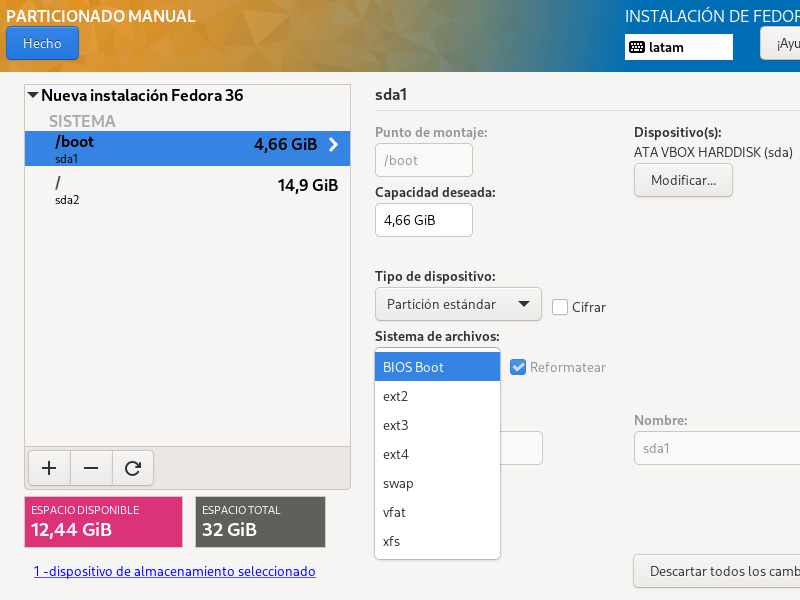 PARTICIONADO MANUAL
INSTALACIÓN DE FEDOR
Hecho
latam
¡Ayu
Nueva instalación Fedora 36
SISTEMA
/boot
4,66 GiB
sda1
/
14,9 GiB
sda2
sda1
Punto de montaje:
/boot
Capacidad deseada:
4,66 GiB
Dispositivo(s):
ATA VBOX HARDDISK (sda)
Modificar...
Tipo de dispositivo:
Partición estándar
Cifrar
Sistema de archivos:
BIOS Boot
Reformatear
ext2
ext3
ext4
swap
vfat
xfs
Nombre:
sda1
ESPACIO DISPONIBLE
12,44 GiB
ESPACIO TOTAL
32 GiB
1 -dispositivo de almacenamiento seleccionado
Descartar todos los camb